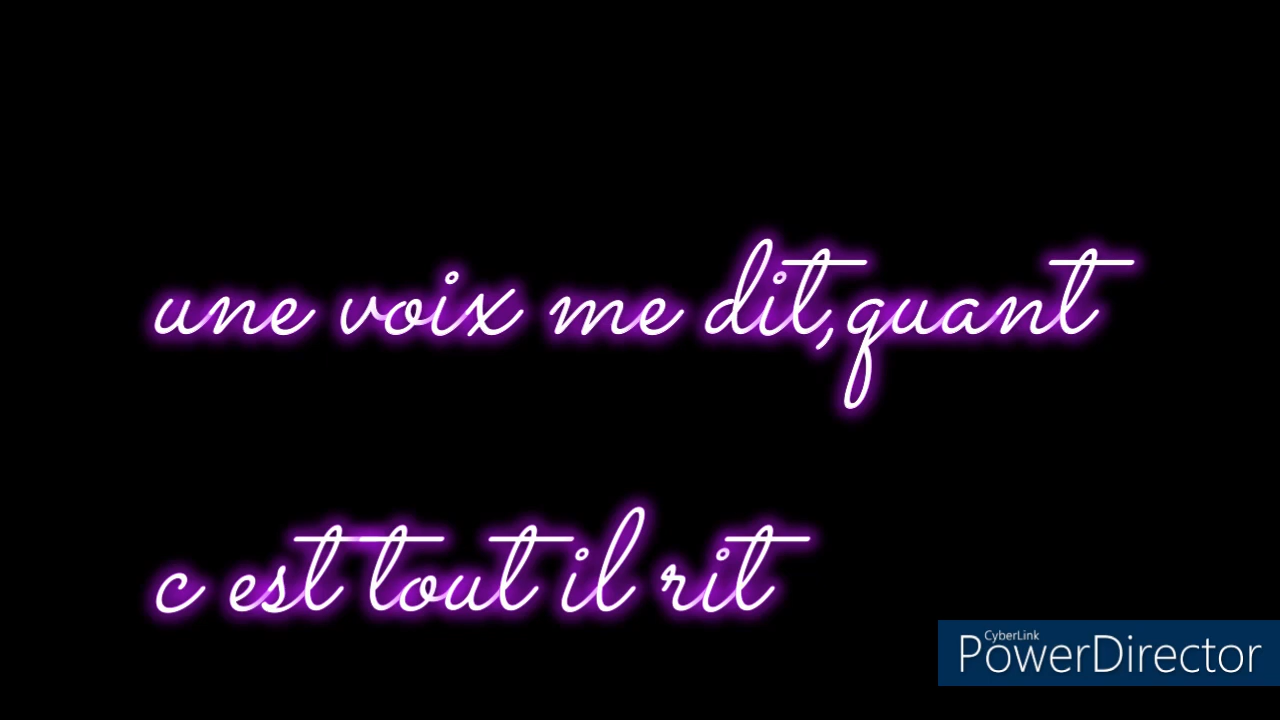 une voix me dit,quant
c est tout il rit
CyberLink
PowerDirector